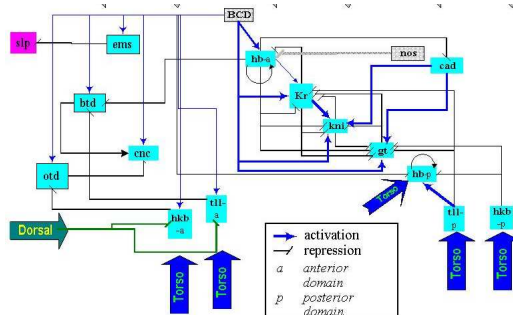 BCD
slp
ems
hb-a
nos
cad
btd
Kr
kni
cnc
gt
otd
hb-p
Torso
hkb
-a
tll-
a
tll-
p
hkb
-p
Dorsal
activation
repression
a anterior
domain
p posterior
domain
Torso
Torso
Torso
Torso